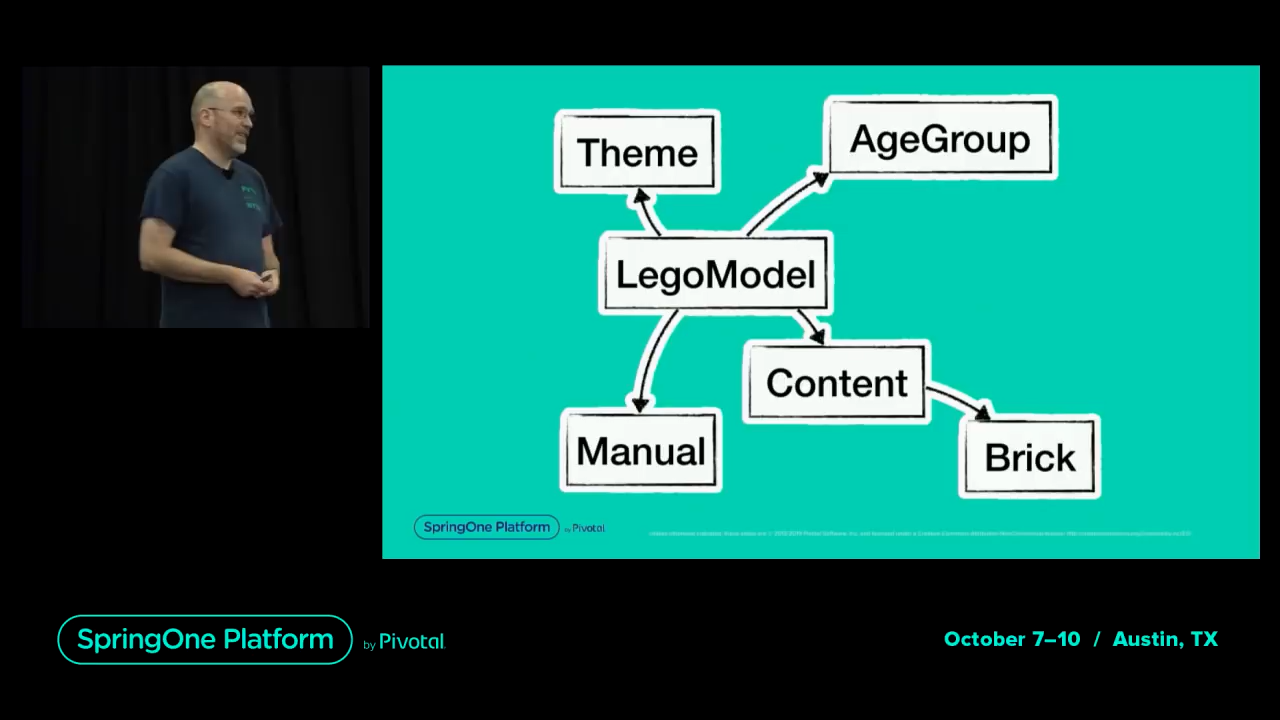 Theme
AgeGroup
LegoModel
Content
Manual
Brick
SpringOne Platform by Pivotal
SpringOne Platform by Pivotal
October 7–10 / Austin, TX